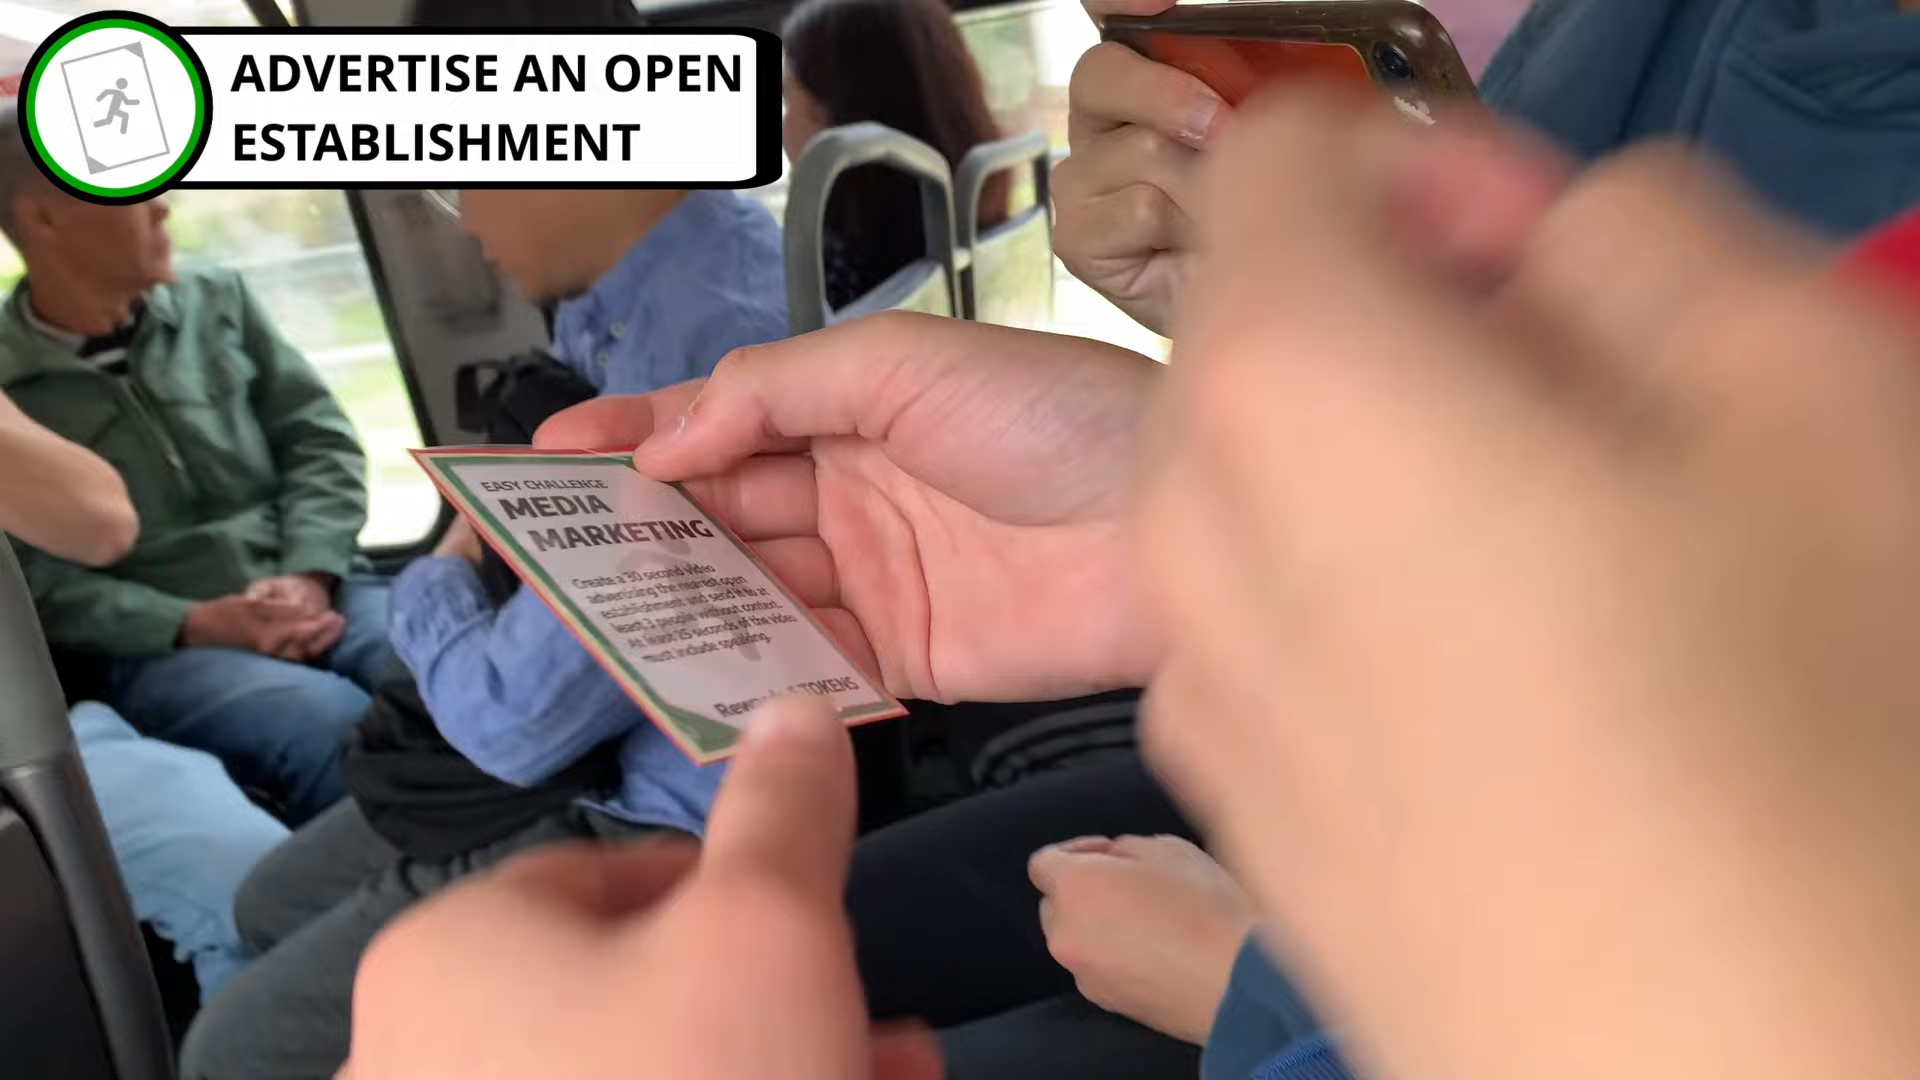 ADVERTISE AN OPEN
ESTABLISHMENT
EASY CHALLENGE
MEDIA
MARKETING
Create a 30 second video
advertising the nearest open
establishment and send it to at
least 3 people without context.
At least 25 seconds of the video
must include speaking.
TOKENS